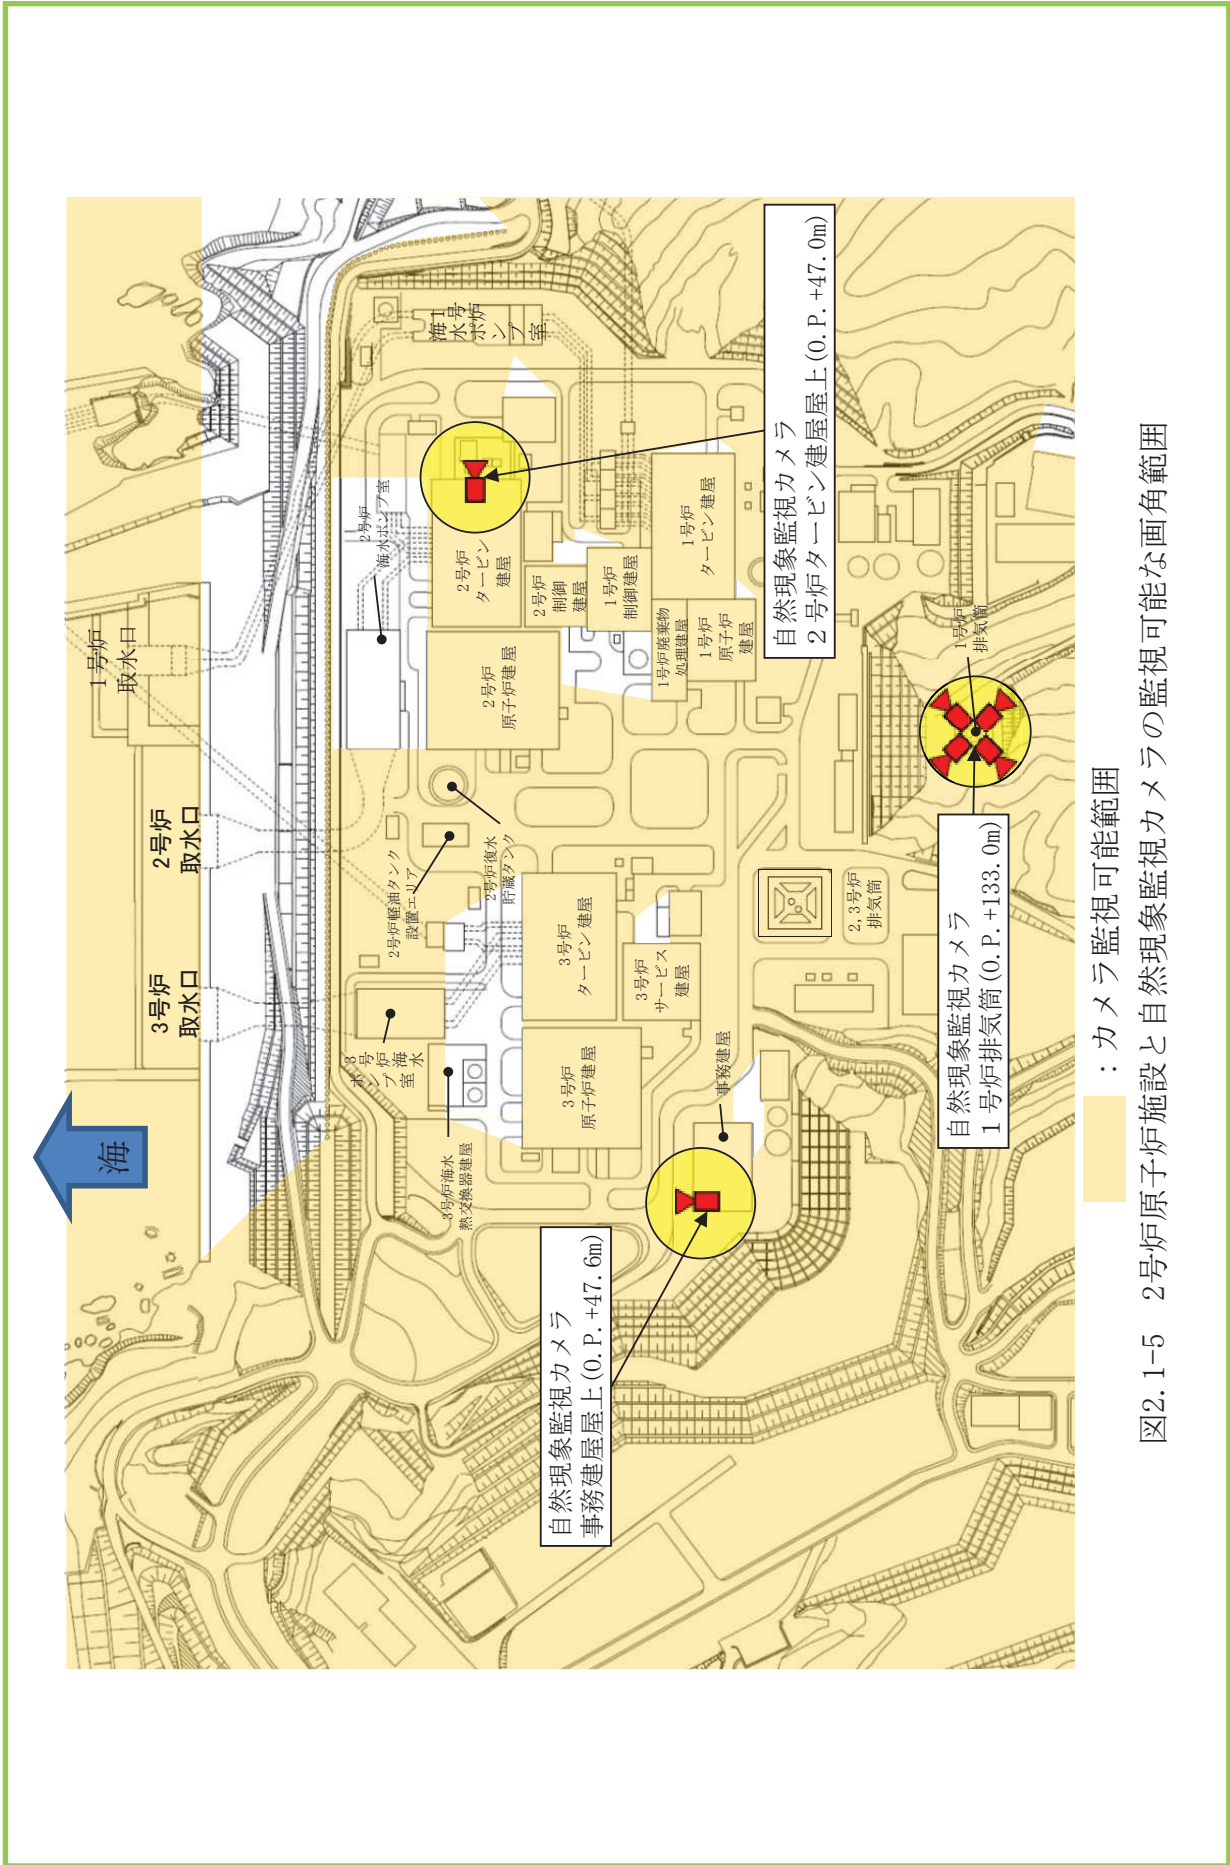 海
1号炉
取水口
2号炉
取水口
3号炉
取水口
1号炉
海水ポンプ室
2号炉
海水ポンプ室
2号炉
タービン
建屋
2号炉
制御
建屋
1号炉
制御建屋
1号炉
タービン建屋
1号炉廃棄物
処理建屋
1号炉
原子炉
建屋
2号炉
原子炉建屋
2号炉軽油タンク
設置エリア
2号炉復水
貯蔵タンク
3号炉
タービン建屋
3号炉
サービス
建屋
3号炉
原子炉建屋
3号炉海水
ポンプ室
3号炉海水
熱交換器建屋
事務建屋
2,3号炉
排気筒
1号炉
排気筒
自然現象監視カメラ
2号炉タービン建屋屋上(O.P.+47.0m)
自然現象監視カメラ
1号炉排気筒(O.P.+133.0m)
自然現象監視カメラ
事務建屋屋上(O.P.+47.6m)
：カメラ監視可能範囲
図2.1-5 2号炉原子炉施設と自然現象監視カメラの監視可能な画角範囲